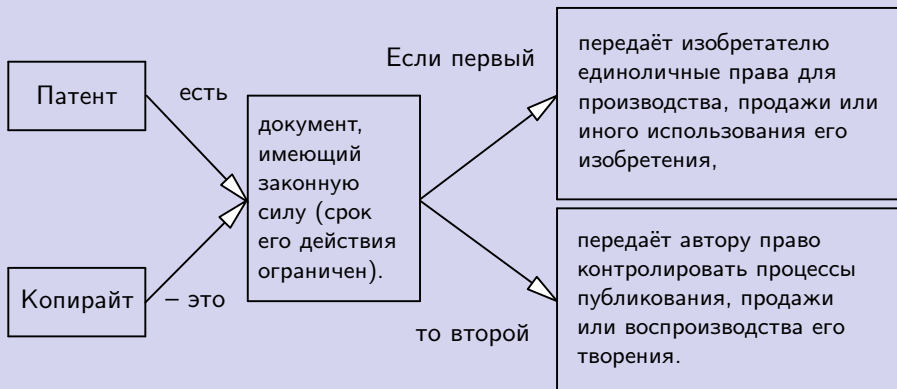 Патент
есть
Копирайт
– это
документ,
имеющий
законную
силу (срок
его действия
ограничен).
Если первый
передаёт изобретателю
единоличные права для
производства, продажи или
иного использования его
изобретения,
то второй
передаёт автору право
контролировать процессы
публикования, продажи
или воспроизводства его
творения.